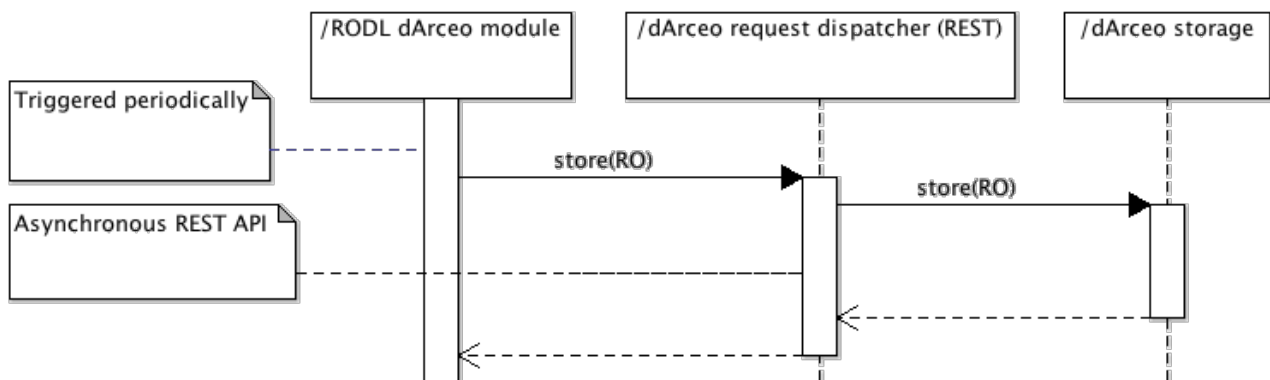 /RODL dArceo module
/dArceo request dispatcher (REST)
/dArceo storage
Triggered periodically
store(RO)
store(RO)
Asynchronous REST API